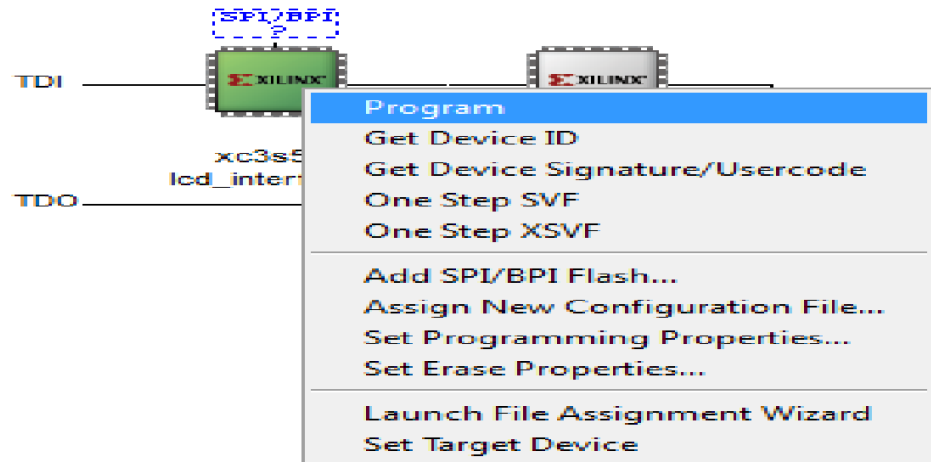 SPI/BPI
?
TDI
XILINX
XILINX
xc3s5
lcd_inter
TDO
Program
Get Device ID
Get Device Signature/Usercode
One Step SVF
One Step XSVF
Add SPI/BPI Flash...
Assign New Configuration File...
Set Programming Properties...
Set Erase Properties...
Launch File Assignment Wizard
Set Target Device